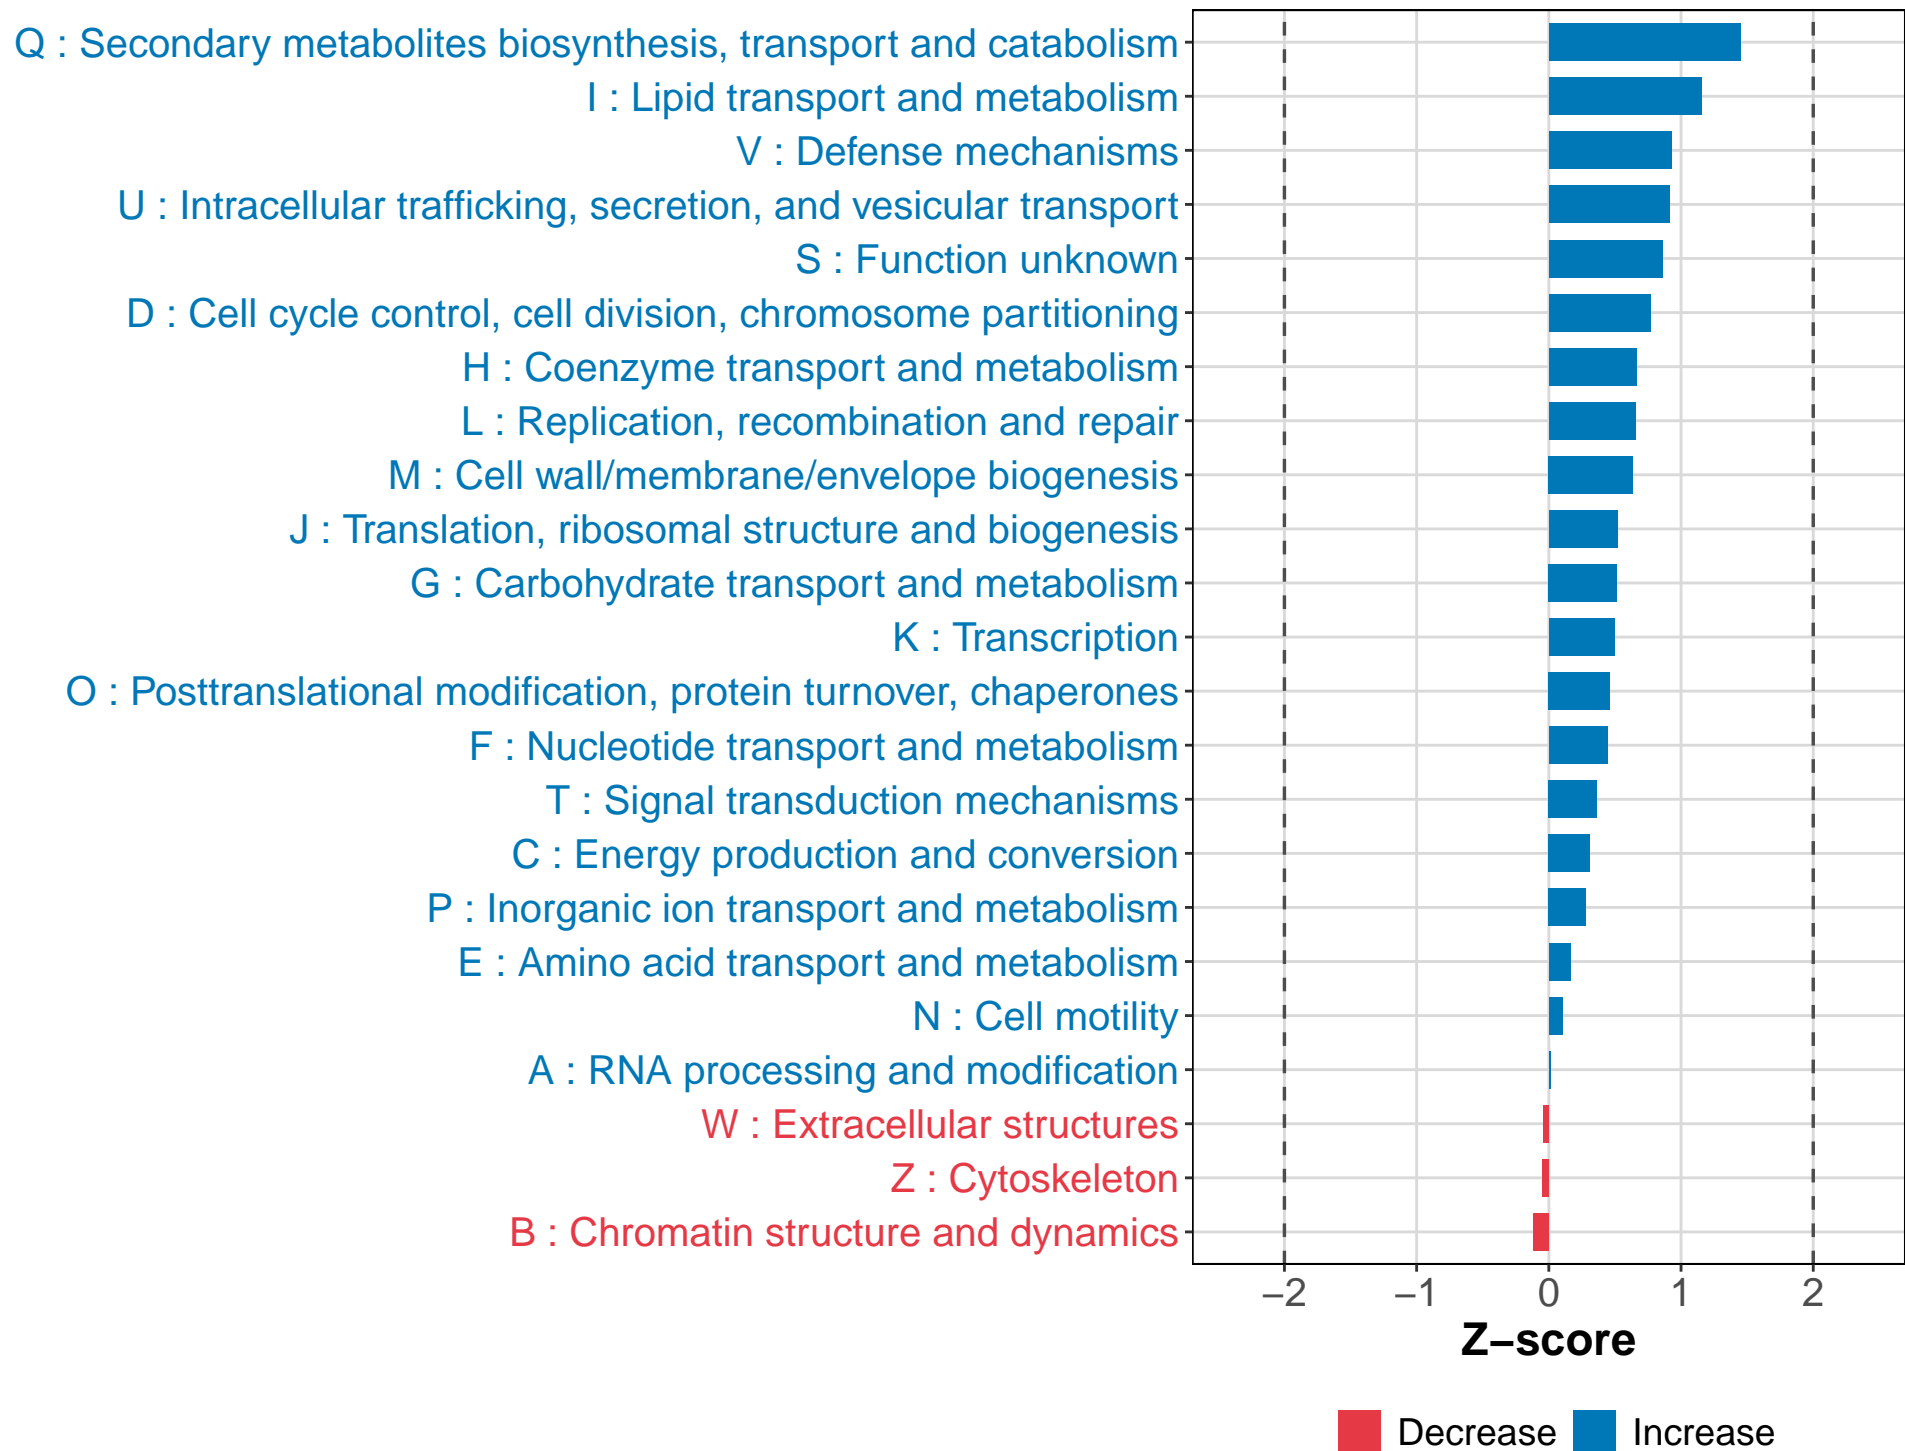 Q : Secondary metabolites biosynthesis, transport and catabolism
I : Lipid transport and metabolism
V : Defense mechanisms
U : Intracellular trafficking, secretion, and vesicular transport
S : Function unknown
D : Cell cycle control, cell division, chromosome partitioning
H : Coenzyme transport and metabolism
L : Replication, recombination and repair
M : Cell wall/membrane/envelope biogenesis
J : Translation, ribosomal structure and biogenesis
G : Carbohydrate transport and metabolism
K : Transcription
O : Posttranslational modification, protein turnover, chaperones
F : Nucleotide transport and metabolism
T : Signal transduction mechanisms
C : Energy production and conversion
P : Inorganic ion transport and metabolism
E : Amino acid transport and metabolism
N : Cell motility
A : RNA processing and modification
W : Extracellular structures
Z : Cytoskeleton
B : Chromatin structure and dynamics
−2 −1 0 1 2
Z−score
Decrease Increase